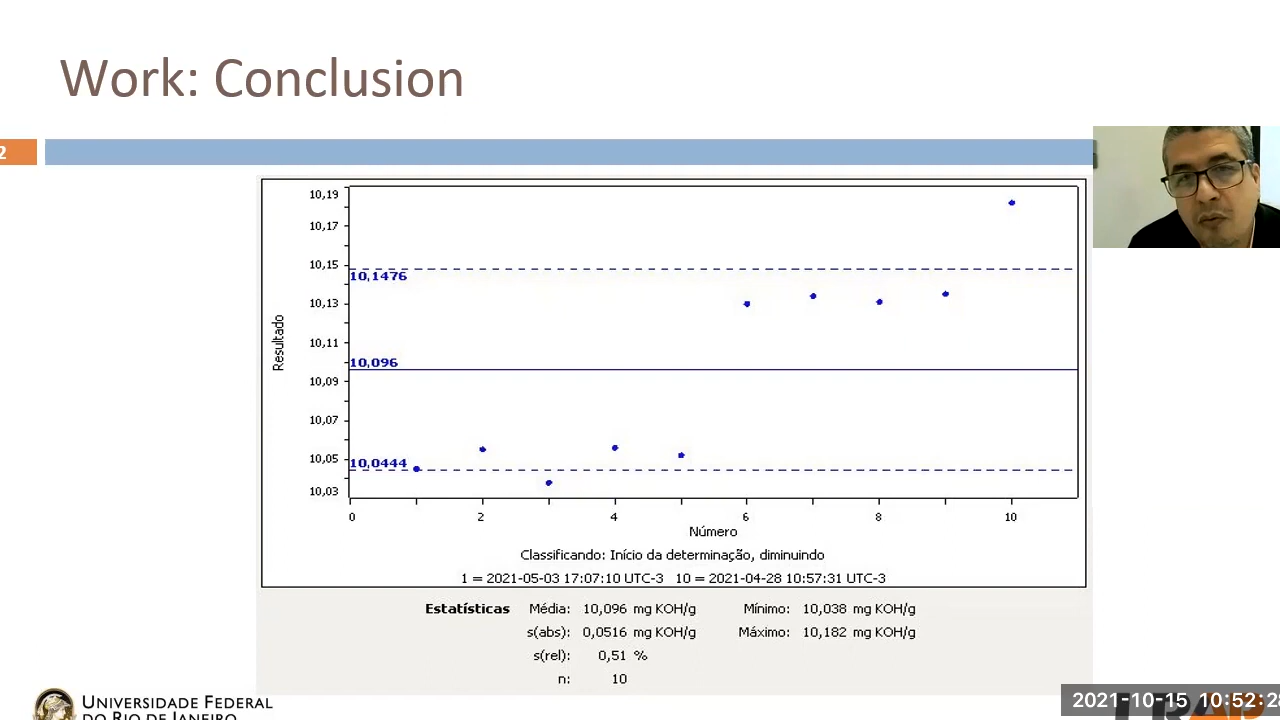 Work: Conclusion
2
10,19
10,17
10,15
10,1476
10,13
10,11
10,096
10,09
10,07
10,05
10,0444
10,03
Resultado
0 2 4 6 8 10
Número
Classificando: Início da determinação, diminuindo
1 = 2021-05-03 17:07:10 UTC-3 10 = 2021-04-28 10:57:31 UTC-3
Estatísticas Média: 10,096 mg KOH/g Mínimo: 10,038 mg KOH/g
s(abs): 0,0516 mg KOH/g Máximo: 10,182 mg KOH/g
s(rel): 0,51 %
n: 10
UNIVERSIDADE FEDERAL
DO RIO DE JANEIRO
2021-10-15 10:52:2